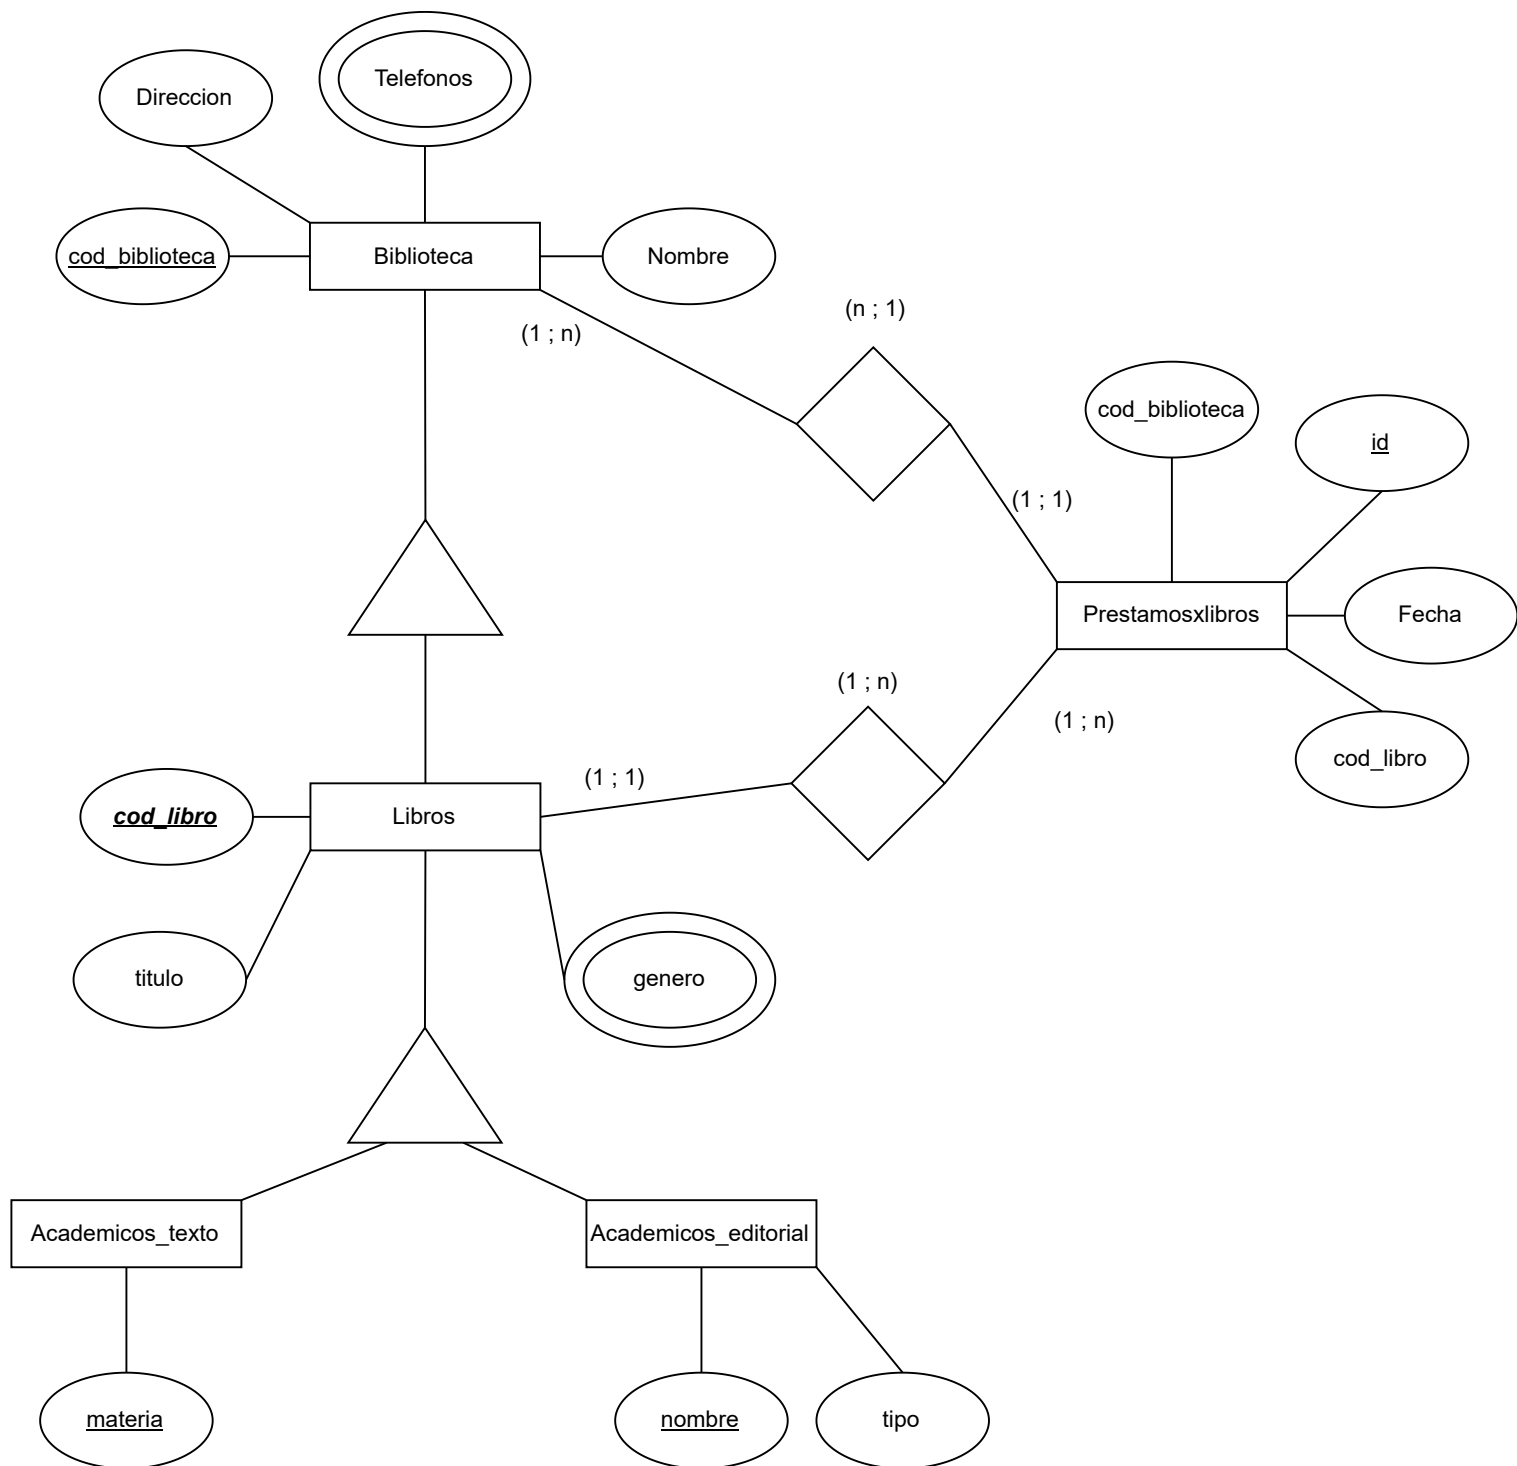 Telefonos
Direccion
cod_biblioteca
Biblioteca
Nombre
(n ; 1)
(1 ; n)
cod_biblioteca
id
(1 ; 1)
Prestamosxlibros
Fecha
(1 ; n)
(1 ; n)
cod_libro
(1 ; 1)
cod_libro
Libros
titulo
genero
Academicos_texto
Academicos_editorial
materia
nombre
tipo